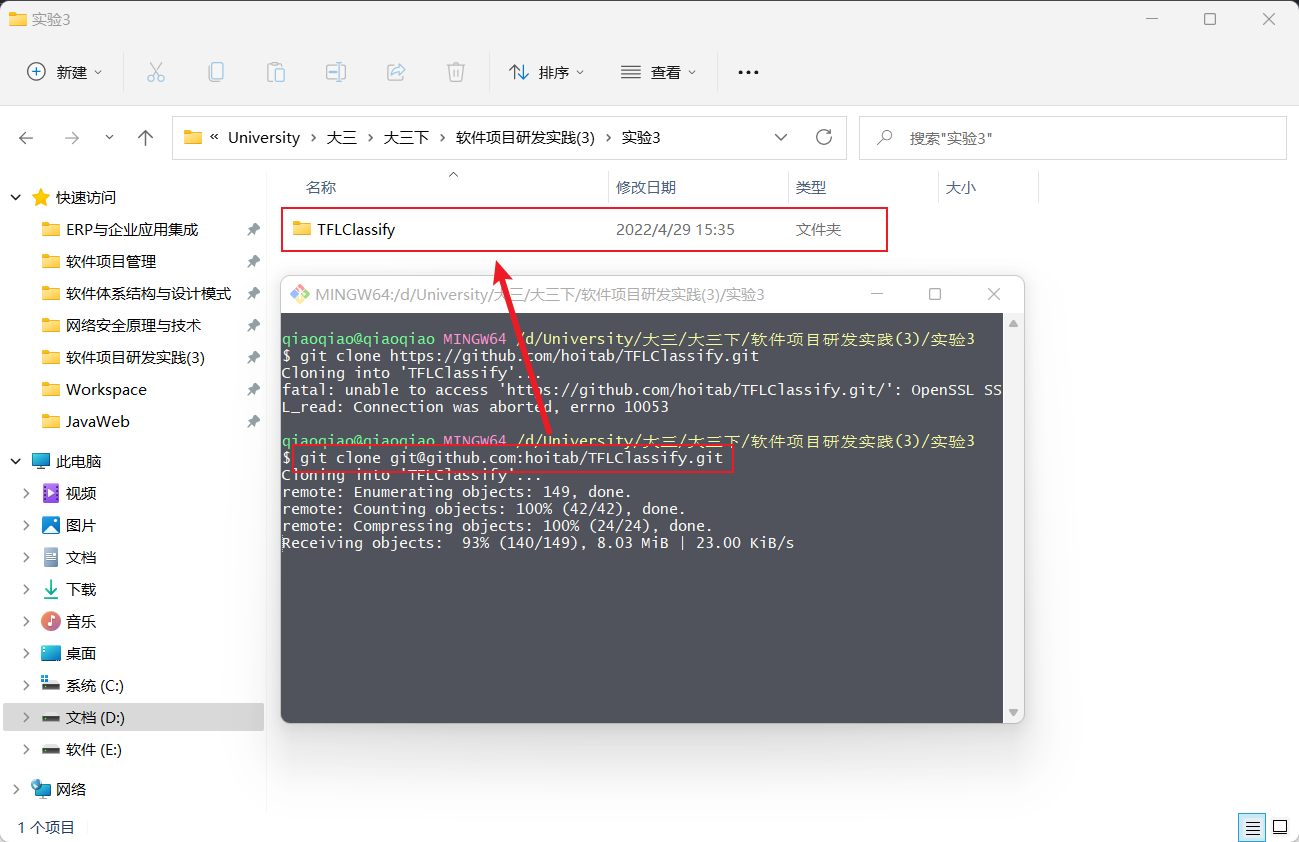 实验3
新建
排序
查看
« University › 大三 › 大三下 › 软件项目研发实践(3) › 实验3
搜索"实验3"
名称 修改日期 类型 大小
TFLClassify 2022/4/29 15:35 文件夹
快速访问
ERP与企业应用集成
软件项目管理
软件体系结构与设计模式
网络安全原理与技术
软件项目研发实践(3)
Workspace
JavaWeb
此电脑
视频
图片
文档
下载
音乐
桌面
系统 (C:)
文档 (D:)
软件 (E:)
网络
1 个项目
MINGW64:/d/University/大三/大三下/软件项目研发实践(3)/实验3
qiaoqiao@qiaoqiao MINGW64 /d/University/大三/大三下/软件项目研发实践(3)/实验3
$ git clone https://github.com/hoitab/TFLClassify.git
Cloning into 'TFLClassify'...
fatal: unable to access 'https://github.com/hoitab/TFLClassify.git/': OpenSSL SS
L_read: Connection was aborted, errno 10053
qiaoqiao@qiaoqiao MINGW64 /d/University/大三/大三下/软件项目研发实践(3)/实验3
$ git clone git@github.com:hoitab/TFLClassify.git
Cloning into 'TFLClassify'...
remote: Enumerating objects: 149, done.
remote: Counting objects: 100% (42/42), done.
remote: Compressing objects: 100% (24/24), done.
Receiving objects:  93% (140/149), 8.03 MiB | 23.00 KiB/s